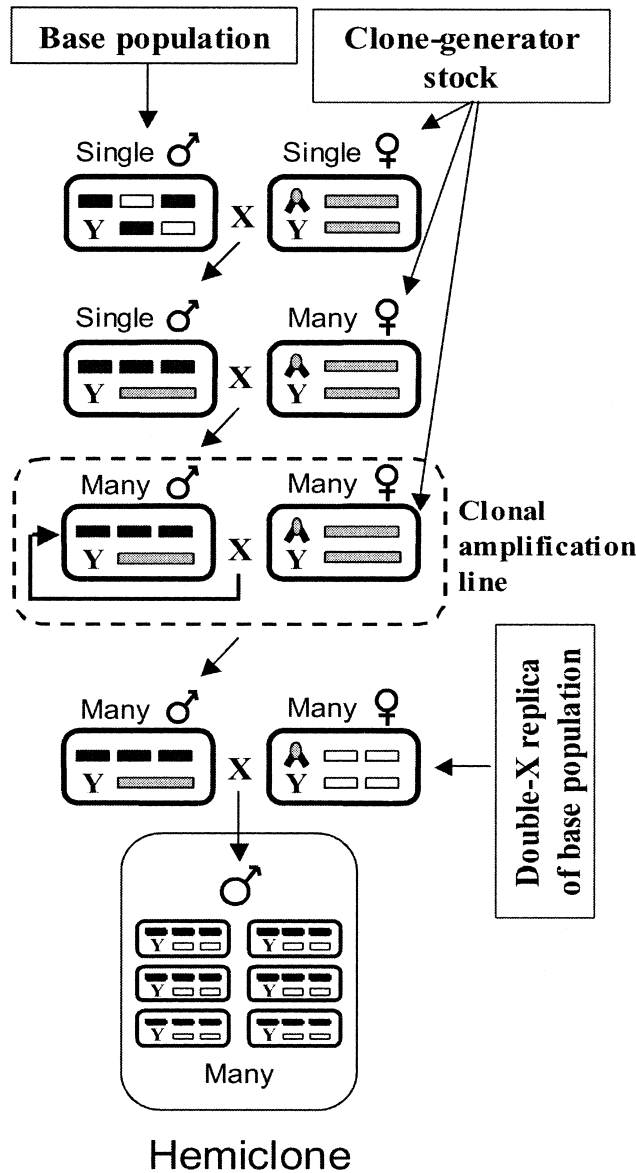 Base population
Clone-generator
stock
Single ♂ Single ♀
Y X Y
Single ♂ Many ♀
Y X Y
Many ♂ Many ♀
Y X Y
Clonal
amplification
line
Many ♂ Many ♀
Y X Y
Double-X replica
of base population
♂
Y Y
Y Y
Y Y
Many
Hemiclone